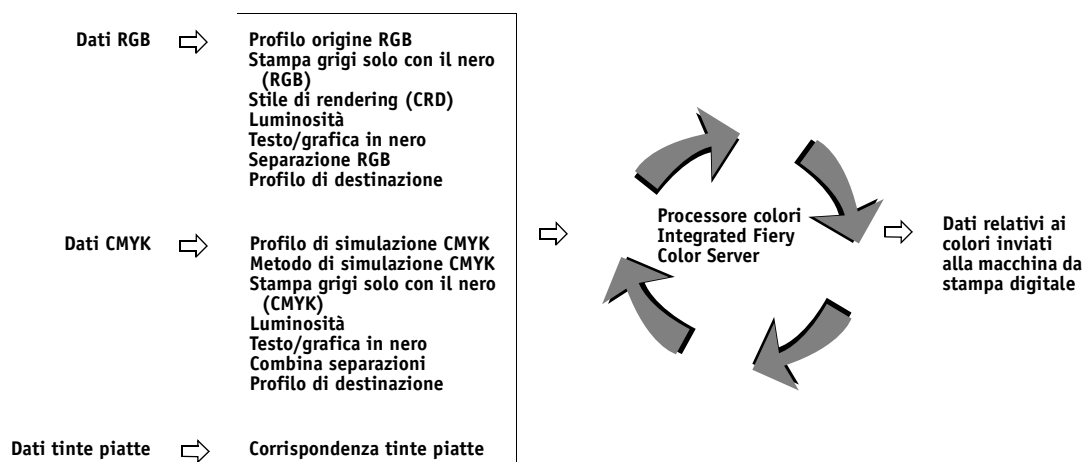 Dati RGB
Profilo origine RGB
Stampa grigi solo con il nero
(RGB)
Stile di rendering (CRD)
Luminosità
Testo/grafica in nero
Separazione RGB
Profilo di destinazione
Dati CMYK
Profilo di simulazione CMYK
Metodo di simulazione CMYK
Stampa grigi solo con il nero
(CMYK)
Luminosità
Testo/grafica in nero
Combina separazioni
Profilo di destinazione
Dati tinte piatte
Corrispondenza tinte piatte
Processore colori
Integrated Fiery
Color Server
Dati relativi ai
colori inviati
alla macchina da
stampa digitale